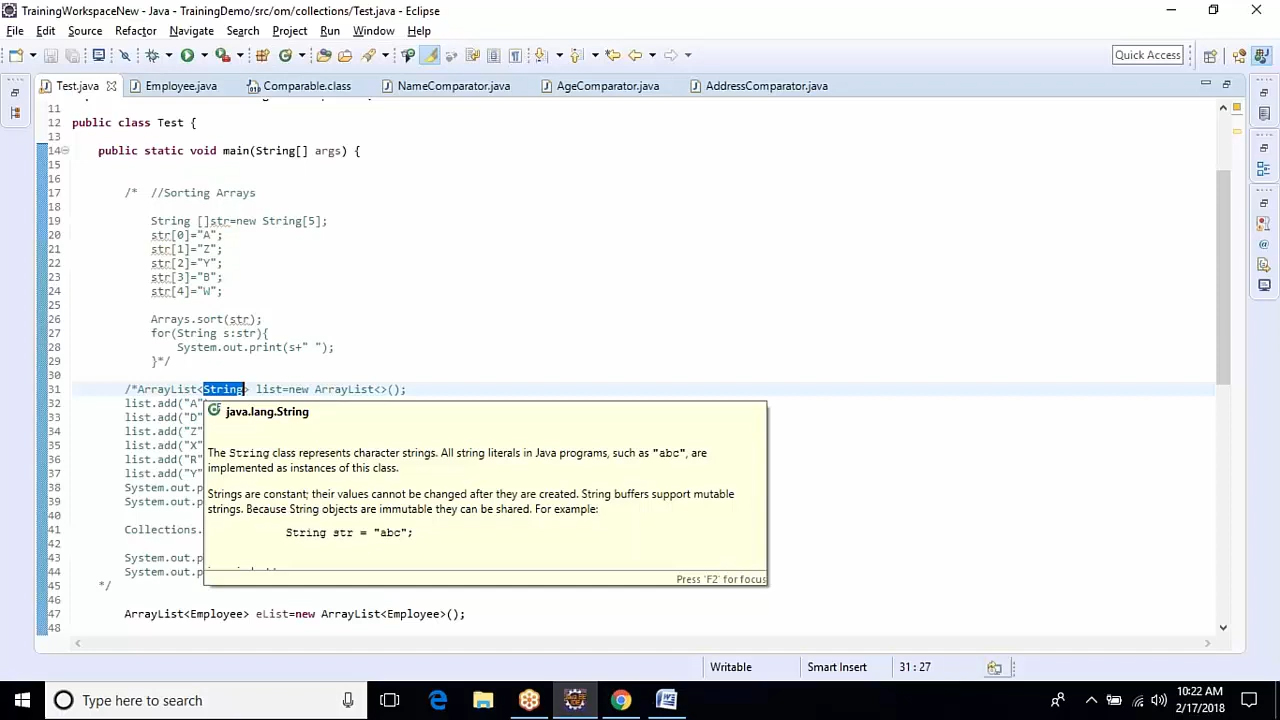 TrainingWorkspaceNew - Java - TrainingDemo/src/om/collections/Test.java - Eclipse
File Edit Source Refactor Navigate Search Project Run Window Help
Quick Access
Test.java Employee.java Comparable.class NameComparator.java AgeComparator.java AddressComparator.java
11
12 public class Test {
13
14 public static void main(String[] args) {
15
16
17 /* //Sorting Arrays
18
19 String []str=new String[5];
20 str[0]="A";
21 str[1]="Z";
22 str[2]="Y";
23 str[3]="B";
24 str[4]="W";
25
26 Arrays.sort(str);
27 for(String s:str){
28 System.out.print(s+" ");
29 }*/
30
31 /*ArrayList<String> list=new ArrayList<>();
32 list.add("A"
33 list.add("D"
34 list.add("Z"
35 list.add("X"
36 list.add("R"
37 list.add("Y"
38 System.out.p
39 System.out.p
40
41 Collections.
42
43 System.out.p
44 System.out.p
45 */
46
47 ArrayList<Employee> eList=new ArrayList<Employee>();
48
java.lang.String
The String class represents character strings. All string literals in Java programs, such as "abc", are
implemented as instances of this class.
Strings are constant; their values cannot be changed after they are created. String buffers support mutable
strings. Because String objects are immutable they can be shared. For example:
String str = "abc";
Press 'F2' for focus
Writable Smart Insert 31 : 27
Type here to search
10:22 AM
2/17/2018